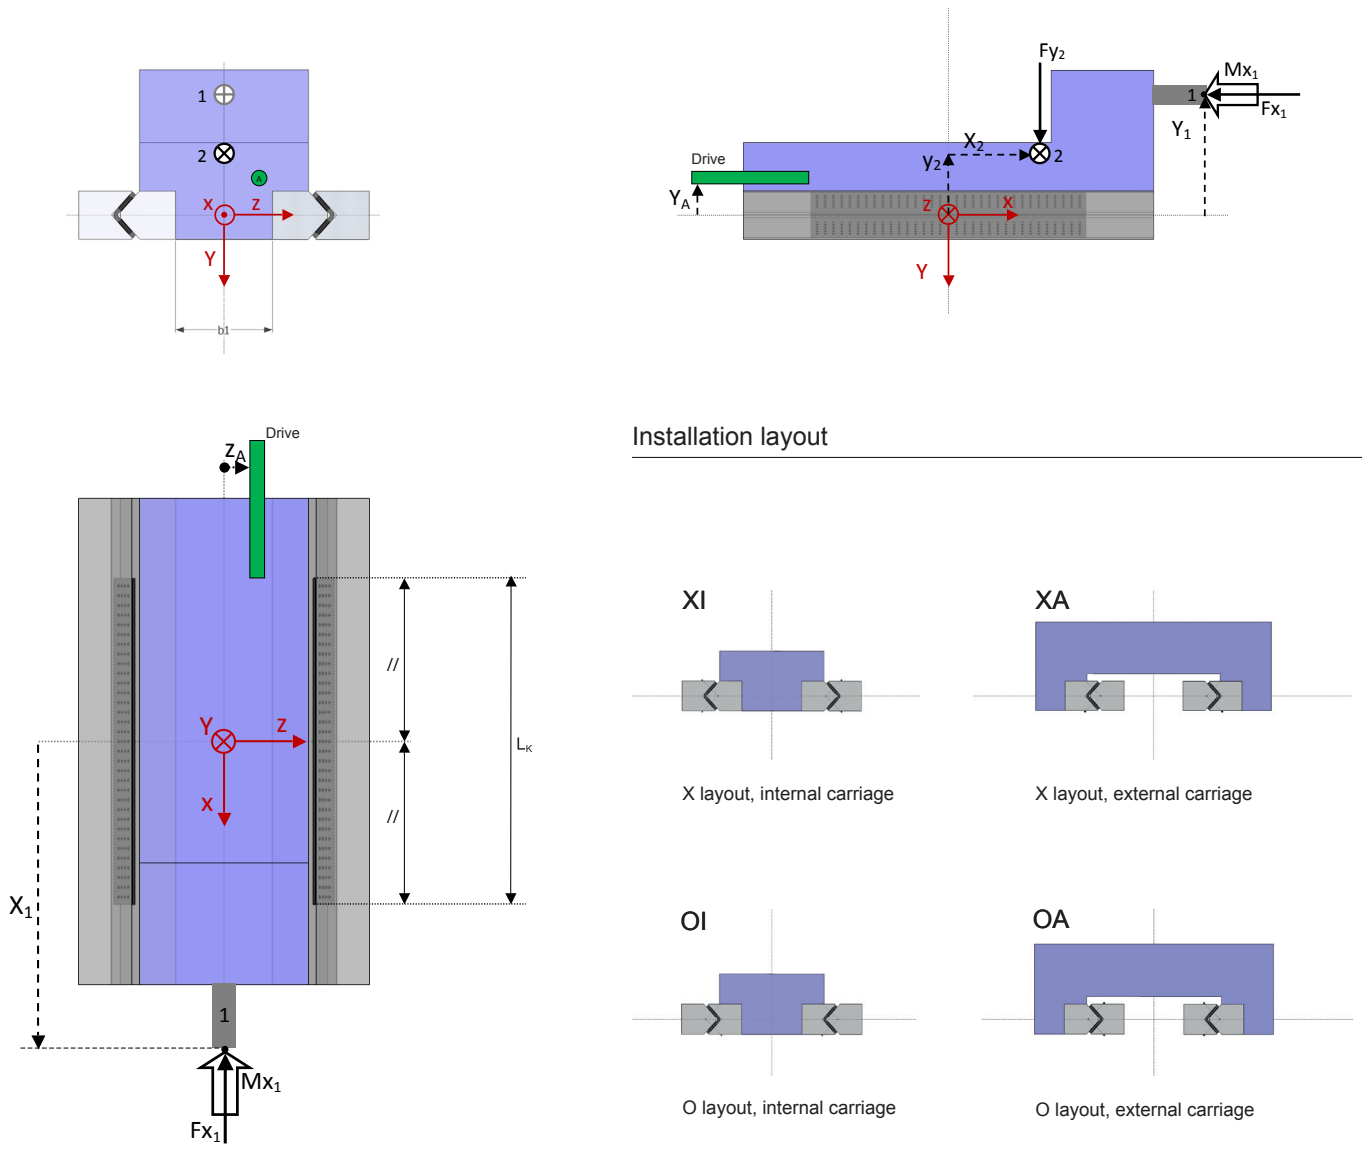 1
2
A
x
z
Y
b1
Fy2
Mx1
1
Fx1
Y1
X2
y2
2
Drive
YA
z
x
Y
Drive
zA
//
Y
z
LK
x
//
X1
1
Mx1
Fx1
Installation layout
XI
XA
X layout, internal carriage
X layout, external carriage
OI
OA
O layout, internal carriage
O layout, external carriage